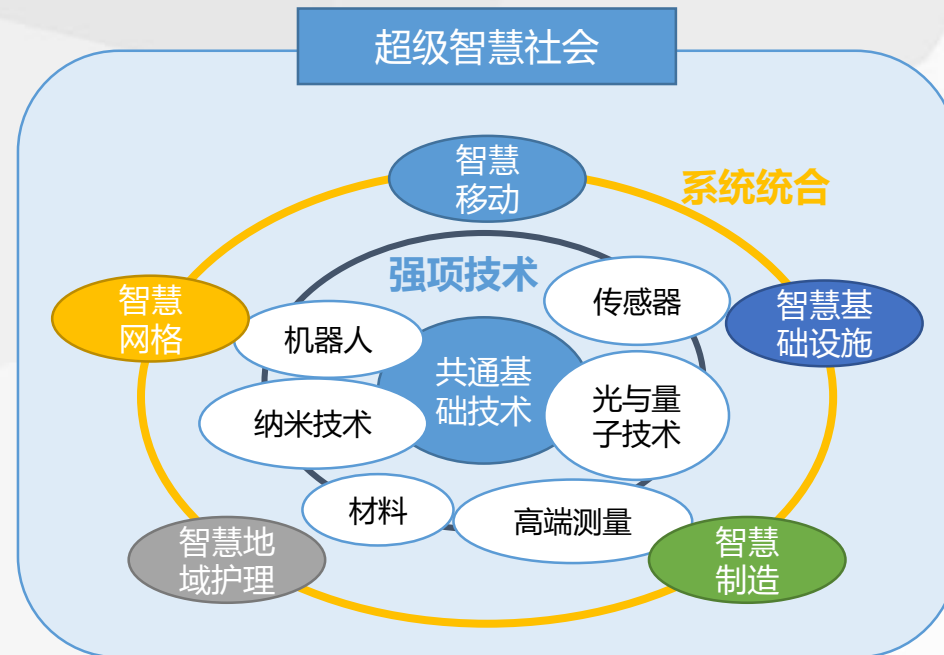 超级智慧社会
智慧
移动
系统统合
强项技术
传感器
智慧
网格
智慧基
础设施
机器人
共通基
础技术
纳米技术
光与量
子技术
材料
高端测量
智慧地
域护理
智慧
制造